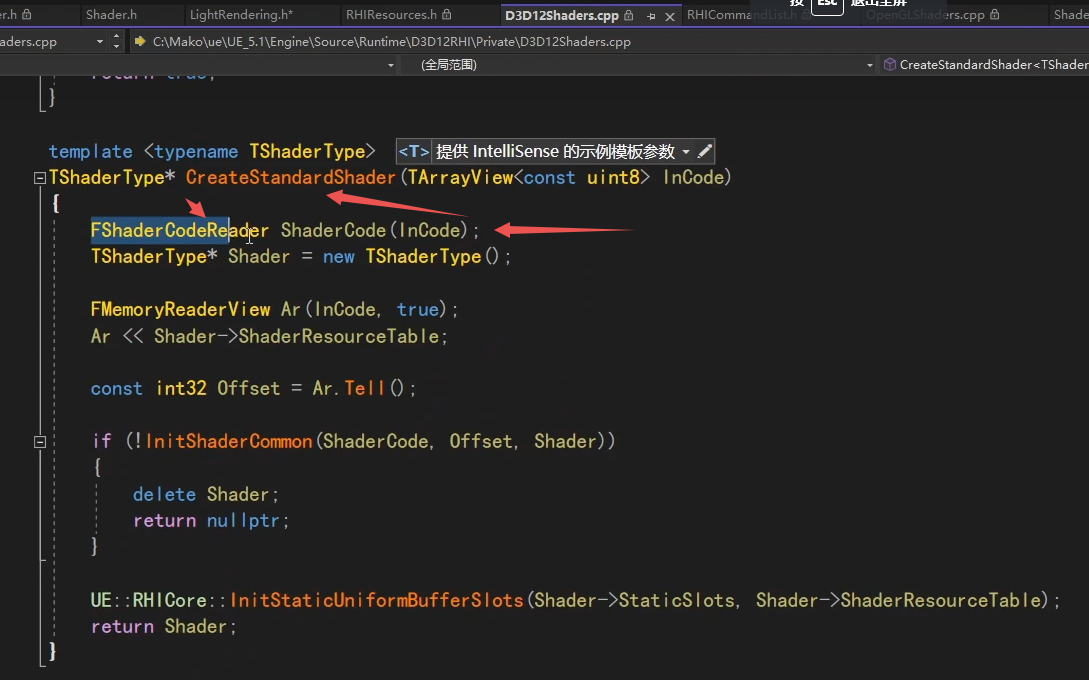 er.h
Shader.h
LightRendering.h*
RHIResources.h
D3D12Shaders.cpp
RHICommandList.h
OpenGLShaders.cpp
Shade
按 Esc 退出全屏
aders.cpp
C:\Mako\ue\UE_5.1\Engine\Source\Runtime\D3D12RHI\Private\D3D12Shaders.cpp
(全局范围)
CreateStandardShader<TShader
return true;
}
template <typename TShaderType>
<T> 提供 IntelliSense 的示例模板参数
TShaderType* CreateStandardShader(TArrayView<const uint8> InCode)
{
FShaderCodeReader ShaderCode(InCode);
TShaderType* Shader = new TShaderType();
FMemoryReaderView Ar(InCode, true);
Ar << Shader->ShaderResourceTable;
const int32 Offset = Ar.Tell();
if (!InitShaderCommon(ShaderCode, Offset, Shader))
{
delete Shader;
return nullptr;
}
UE::RHICore::InitStaticUniformBufferSlots(Shader->StaticSlots, Shader->ShaderResourceTable);
return Shader;
}